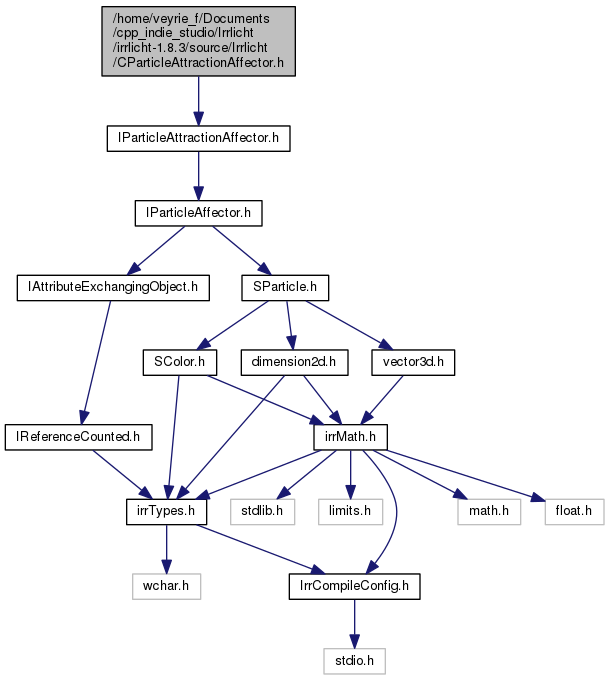 /home/veyrie_f/Documents
/cpp_indie_studio/Irrlicht
/irrlicht-1.8.3/source/Irrlicht
/CParticleAttractionAffector.h
IParticleAttractionAffector.h
IParticleAffector.h
IAttributeExchangingObject.h
SParticle.h
SColor.h
dimension2d.h
vector3d.h
IReferenceCounted.h
irrMath.h
irrTypes.h
stdlib.h
limits.h
math.h
float.h
wchar.h
IrrCompileConfig.h
stdio.h